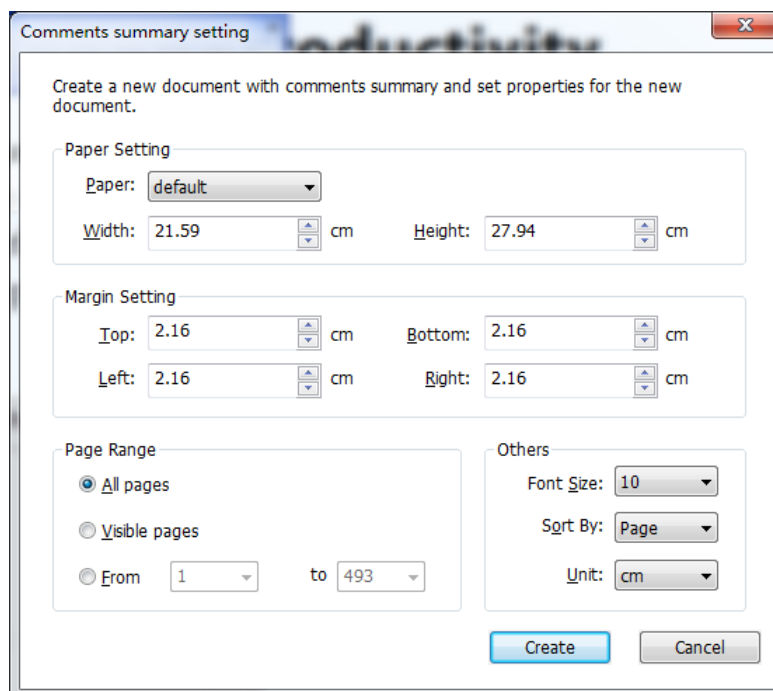 Comments summary setting
Create a new document with comments summary and set properties for the new
document.
Paper Setting
Paper: default
Width: 21.59 cm Height: 27.94 cm
Margin Setting
Top: 2.16 cm Bottom: 2.16 cm
Left: 2.16 cm Right: 2.16 cm
Page Range
All pages
Visible pages
From 1 to 493
Others
Font Size: 10
Sort By: Page
Unit: cm
Create Cancel